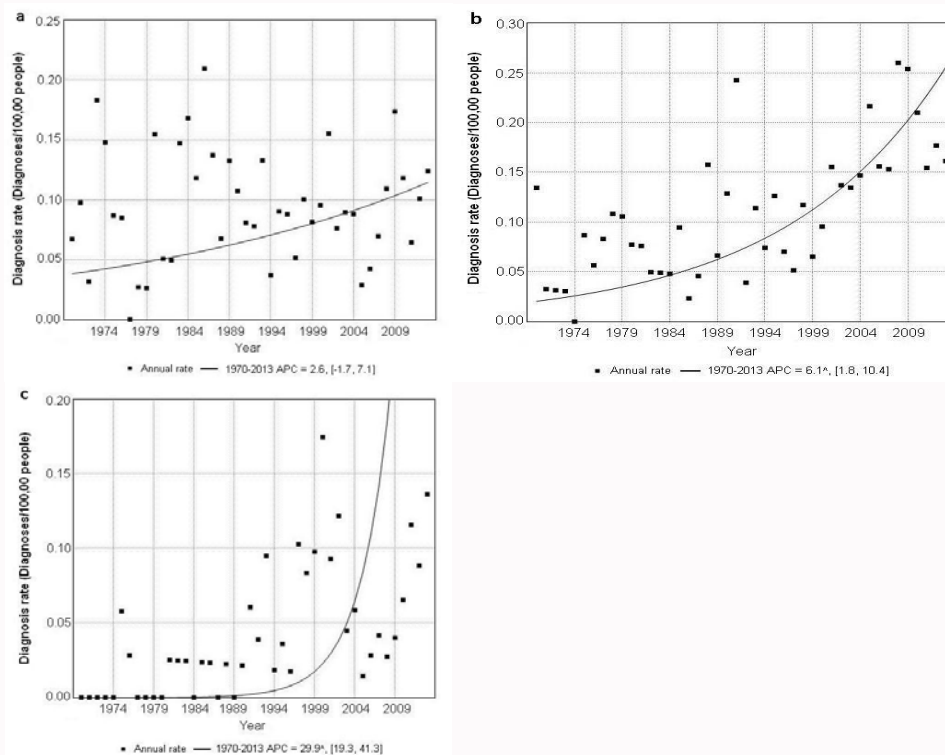 a
Diagnosis rate (Diagnoses/100,00 people)
0.25
0.20
0.15
0.10
0.05
0.00
1974 1979 1984 1989 1994 1999 2004 2009
Year
Annual rate 1970-2013 APC = 2.6, [-1.7, 7.1]
b
Diagnosis rate (Diagnoses/100,00 people)
0.30
0.25
0.20
0.15
0.10
0.05
0.00
1974 1979 1984 1989 1994 1999 2004 2009
Year
Annual rate 1970-2013 APC = 6.1^, [1.8, 10.4]
c
Diagnosis rate (Diagnoses/100,00 people)
0.20
0.15
0.10
0.05
0.00
1974 1979 1984 1989 1994 1999 2004 2009
Year
Annual rate 1970-2013 APC = 29.9^, [19.3, 41.3]